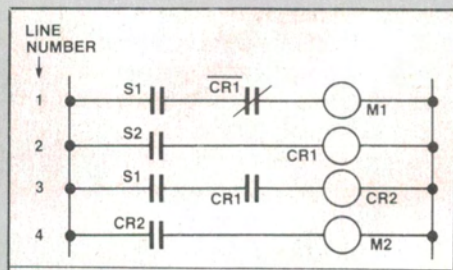 LINE
NUMBER
1 S1 CR1 M1
2 S2 CR1
3 S1 CR1 CR2
4 CR2 M2